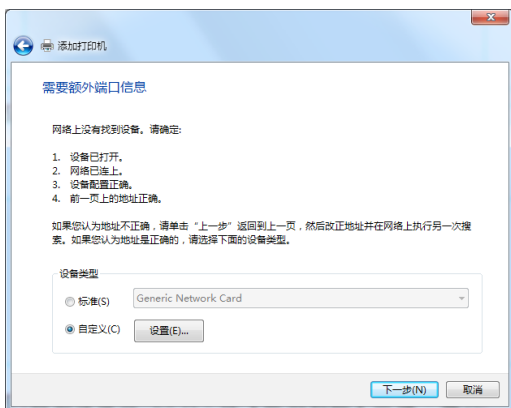 添加打印机
需要额外端口信息
网络上没有找到设备。请确定:
1. 设备已打开。
2. 网络已连上。
3. 设备配置正确。
4. 前一页上的地址正确。
如果您认为地址不正确，请单击“上一步”返回到上一页，然后改正地址并在网络上执行另一次搜
索。如果您认为地址是正确的，请选择下面的设备类型。
设备类型
标准(S) Generic Network Card
自定义(C) 设置(E)...
下一步(N) 取消